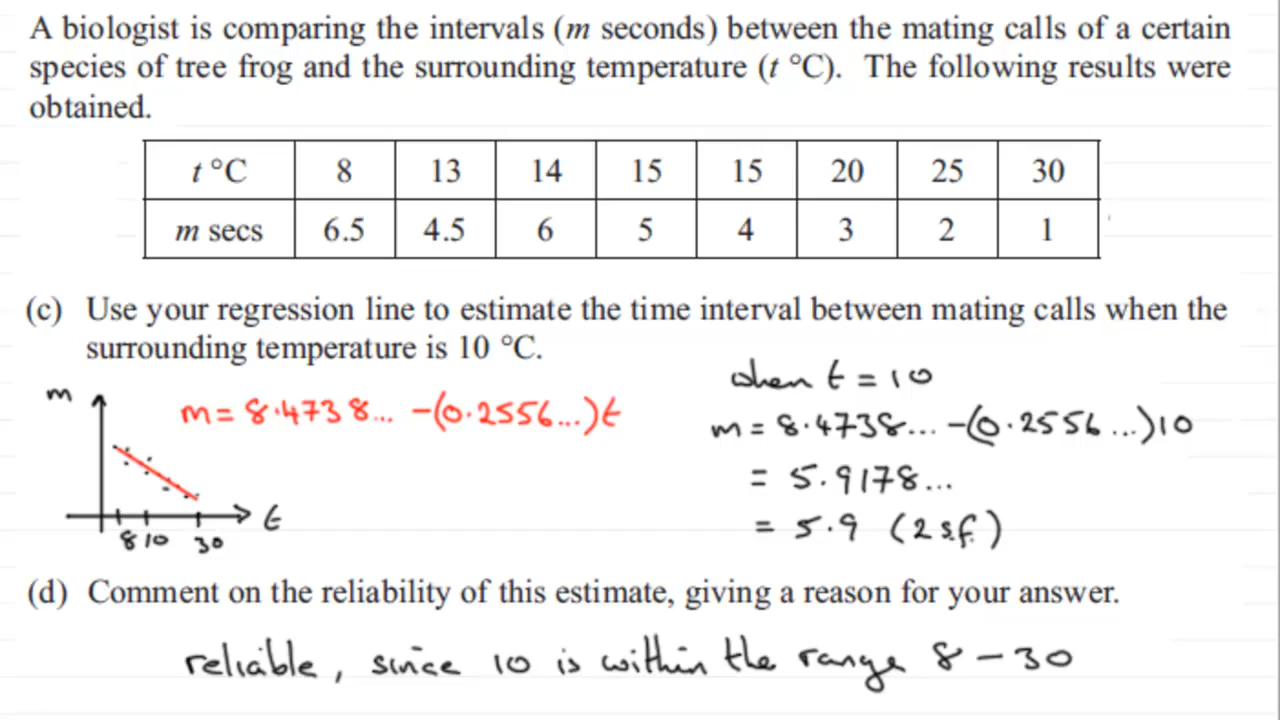 A biologist is comparing the intervals (m seconds) between the mating calls of a certain
species of tree frog and the surrounding temperature (t °C). The following results were
obtained.
t °C 8 13 14 15 15 20 25 30
m secs 6.5 4.5 6 5 4 3 2 1
(c) Use your regression line to estimate the time interval between mating calls when the
surrounding temperature is 10 °C.
m
m = 8.4738... -(0.2556...)t
t
8 10 30
when t = 10
m = 8.4738... -(0.2556...)10
= 5.9178...
= 5.9 (2 s.f.)
(d) Comment on the reliability of this estimate, giving a reason for your answer.
reliable, since 10 is within the range 8 - 30